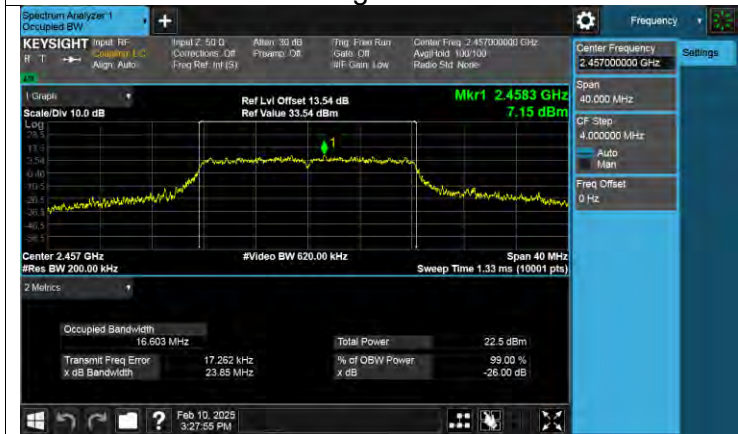 Spectrum Analyzer 1
Occupied BW
+
Frequency
KEYSIGHT
Input: RF
Coupling: DC
Align: Auto
Input Z: 50 Ω
Corrections: Off
Freq Ref: Int (S)
Atten: 30 dB
Preamp: Off
Trig: Free Run
Gate: Off
#IF Gain: Low
Center Freq: 2.457000000 GHz
Avg|Hold: 100/100
Radio Std: None
R T
Center Frequency
2.457000000 GHz
Settings
Span
40.000 MHz
CF Step
4.000000 MHz
Auto
Man
Freq Offset
0 Hz
1 Graph
Scale/Div 10.0 dB
Ref Lvl Offset 13.54 dB
Ref Value 33.54 dBm
Mkr1 2.4583 GHz
7.15 dBm
Log
1
3.54
Center 2.457 GHz
#Res BW 200.00 kHz
#Video BW 620.00 kHz
Span 40 MHz
Sweep Time 1.33 ms (10001 pts)
2 Metrics
Occupied Bandwidth
16.603 MHz
Total Power
22.5 dBm
Transmit Freq Error
17.262 kHz
% of OBW Power
99.00 %
x dB Bandwidth
23.85 MHz
x dB
-26.00 dB
?
Feb 10, 2025
3:27:55 PM